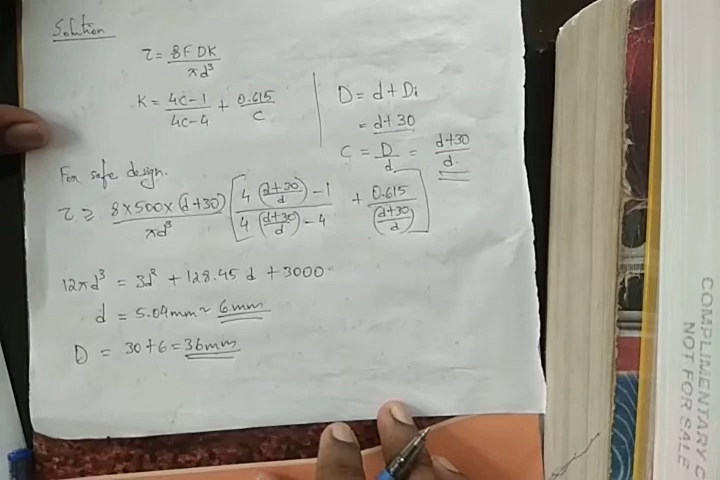 Solution
τ = 8FDK / πd³
K = 4C-1 / 4C-4 + 0.615 / C
D = d + Di
= d+30
C = D/d = d+30 / d
For safe design.
τ ≥ 8×500×(d+30) / πd³ [ 4(d+30/d) - 1 / 4(d+30/d) - 4 + 0.615 / (d+30/d) ]
12πd³ = 3d² + 128.45 d + 3000
d = 5.04mm ~ 6mm
D = 30+6 = 36mm
COMPLIMENTARY C
NOT FOR SALE